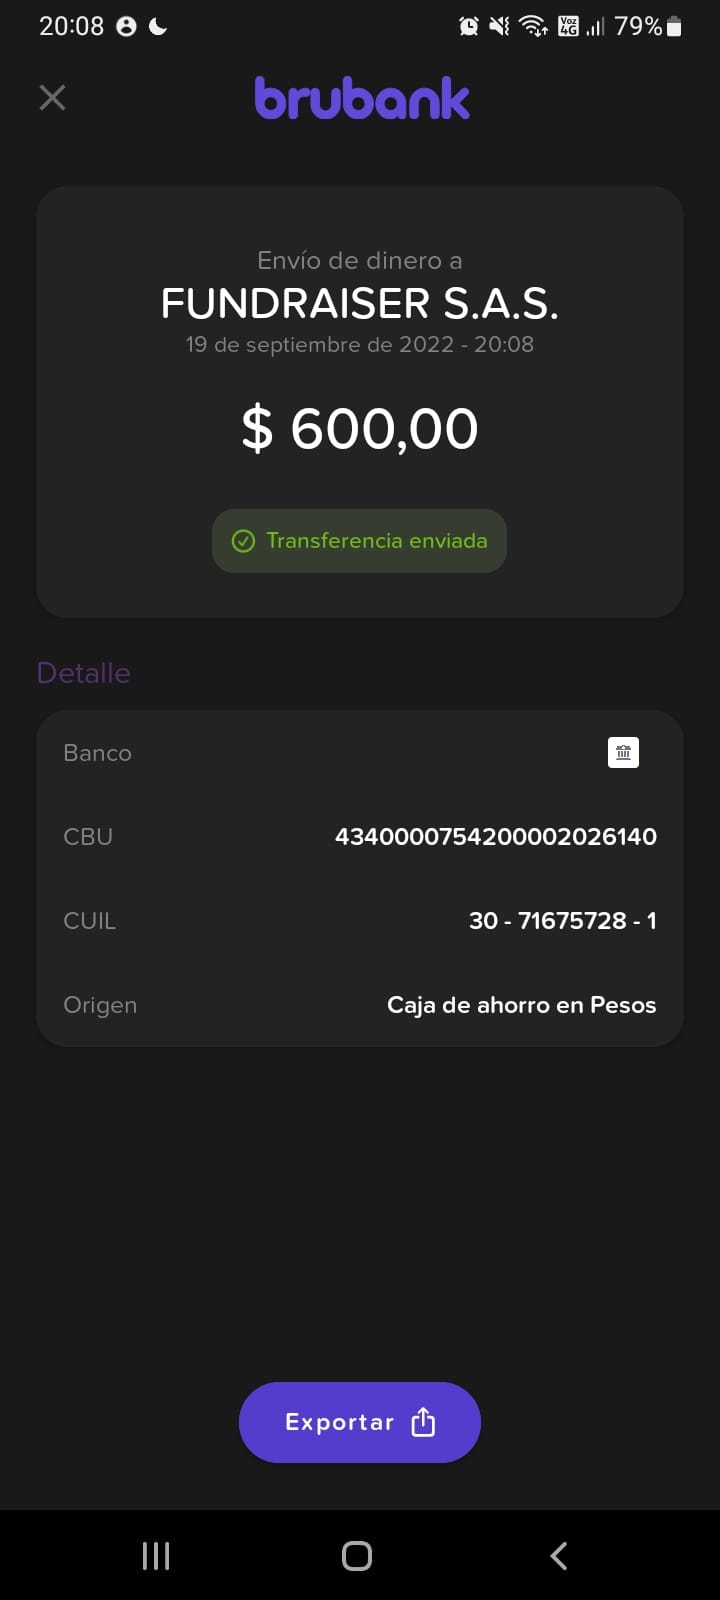 20:08 Voz 4G 79%
brubank
Envío de dinero a
FUNDRAISER S.A.S.
19 de septiembre de 2022 - 20:08
$ 600,00
Transferencia enviada
Detalle
Banco
CBU 4340000754200002026140
CUIL 30 - 71675728 - 1
Origen Caja de ahorro en Pesos
Exportar